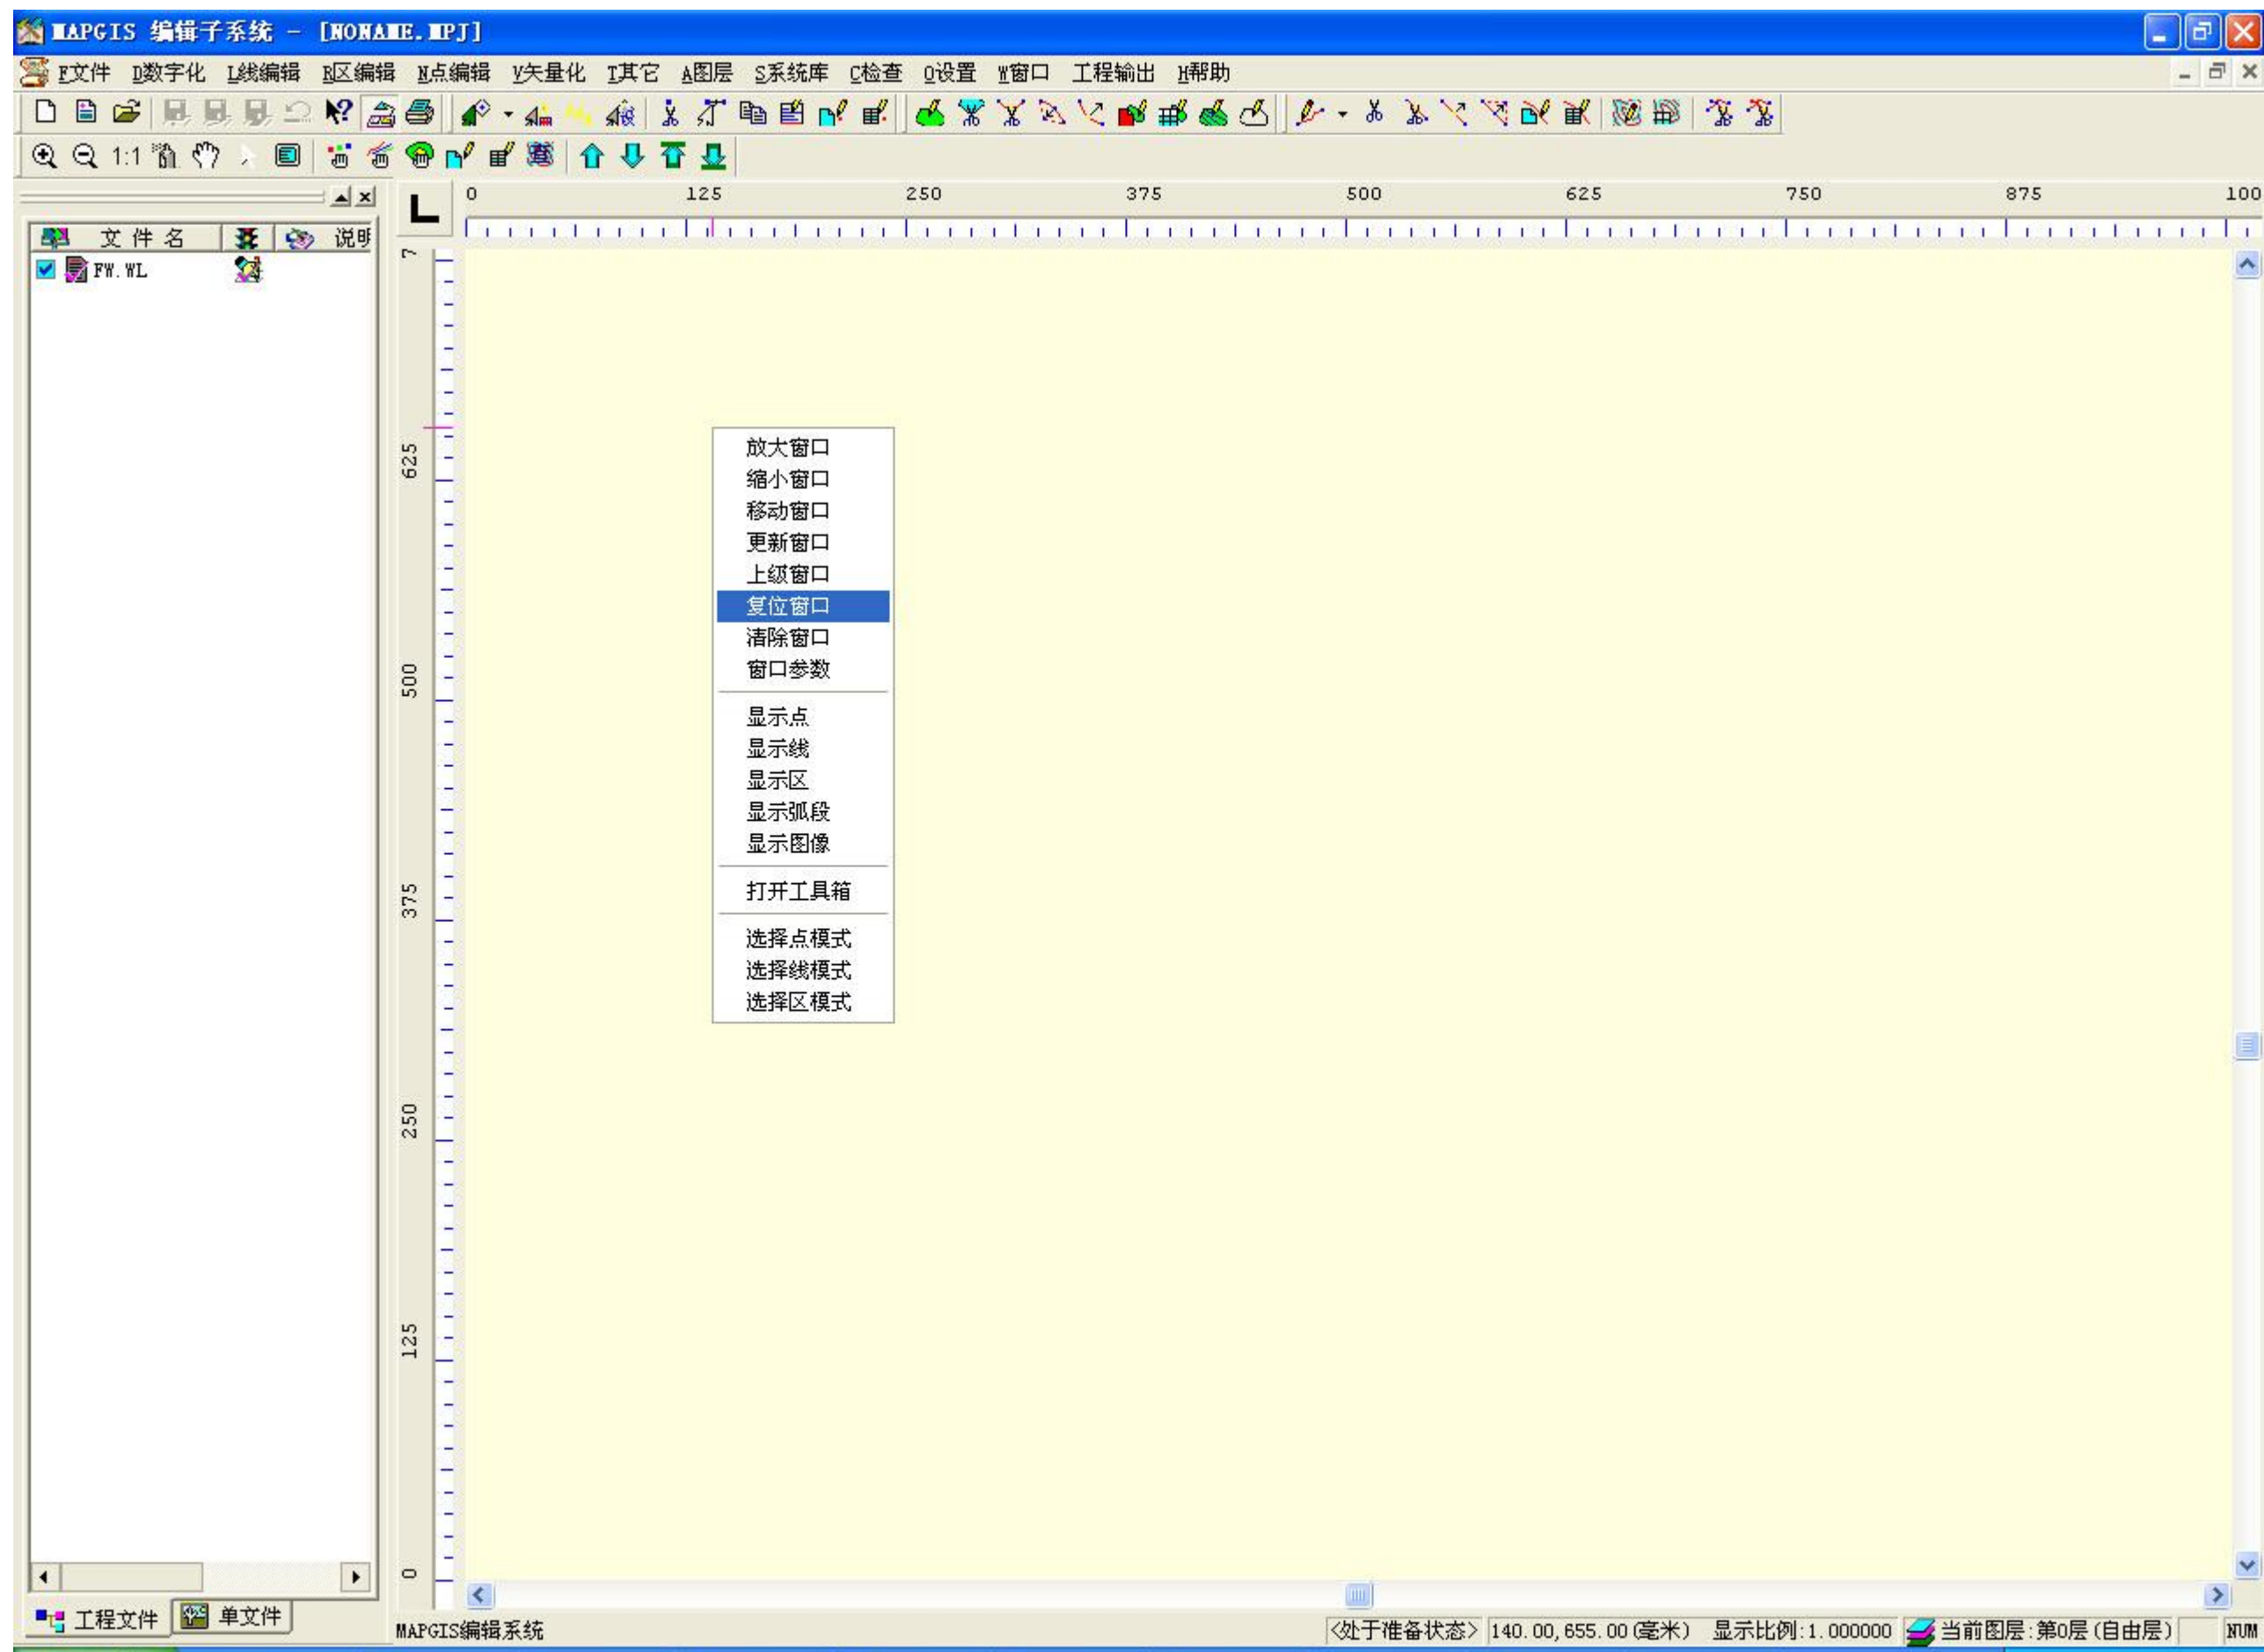 MAPGIS 编辑子系统 - [NONAME.MPJ]
F文件 D数字化 L线编辑 R区编辑 N点编辑 V矢量化 T其它 A图层 S系统库 C检查 O设置 W窗口 工程输出 H帮助
1:1
0 125 250 375 500 625 750 875 100
文件名 说明
FW.WL
7
625
500
375
250
125
0
放大窗口
缩小窗口
移动窗口
更新窗口
上级窗口
复位窗口
清除窗口
窗口参数
显示点
显示线
显示区
显示弧段
显示图像
打开工具箱
选择点模式
选择线模式
选择区模式
工程文件 单文件
MAPGIS编辑系统 <处于准备状态> 140.00,655.00(毫米) 显示比例:1.000000 当前图层:第0层(自由层) NUM